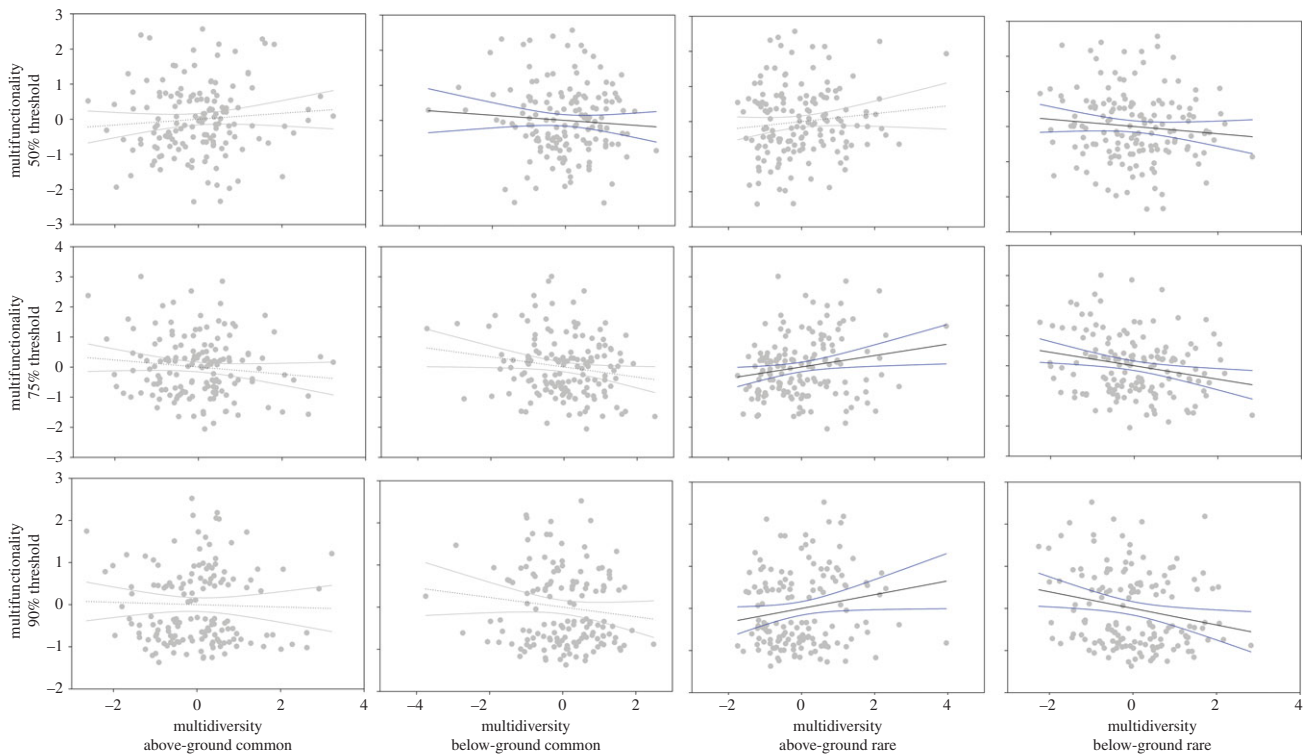 3
2
1
0
–1
–2
–3
multifunctionality
50% threshold
4
3
2
1
0
–1
–2
–3
multifunctionality
75% threshold
3
2
1
0
–1
–2
multifunctionality
90% threshold
–2 0 2 4
multidiversity
above-ground common
–4 –2 0 2
multidiversity
below-ground common
–2 0 2 4
multidiversity
above-ground rare
–2 0 2 4
multidiversity
below-ground rare